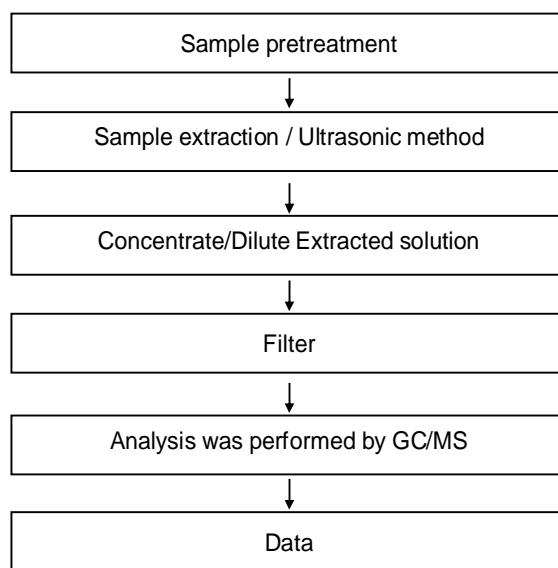 Sample pretreatment
Sample extraction / Ultrasonic method
Concentrate/Dilute Extracted solution
Filter
Analysis was performed by GC/MS
Data